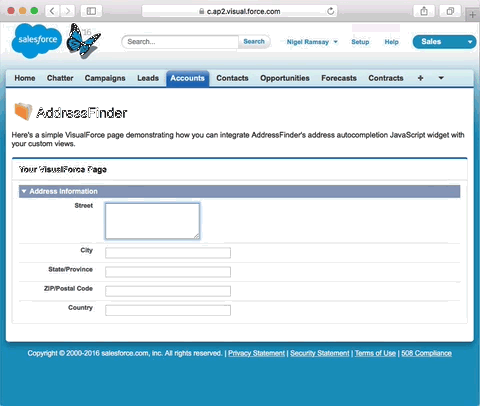 c.ap2.visual.force.com
salesforce
Search...
Search
Nigel Ramsay
Setup
Help
Sales
Home Chatter Campaigns Leads Accounts Contacts Opportunities Forecasts Contracts +
AddressFinder
Here's a simple VisualForce page demonstrating how you can integrate AddressFinder's address autocompletion JavaScript widget with
your custom views.
Your VisualForce Page
Address Information
Street
City
State/Province
ZIP/Postal Code
Country
Copyright © 2000-2016 salesforce.com, inc. All rights reserved. | Privacy Statement | Security Statement | Terms of Use | 508 Compliance